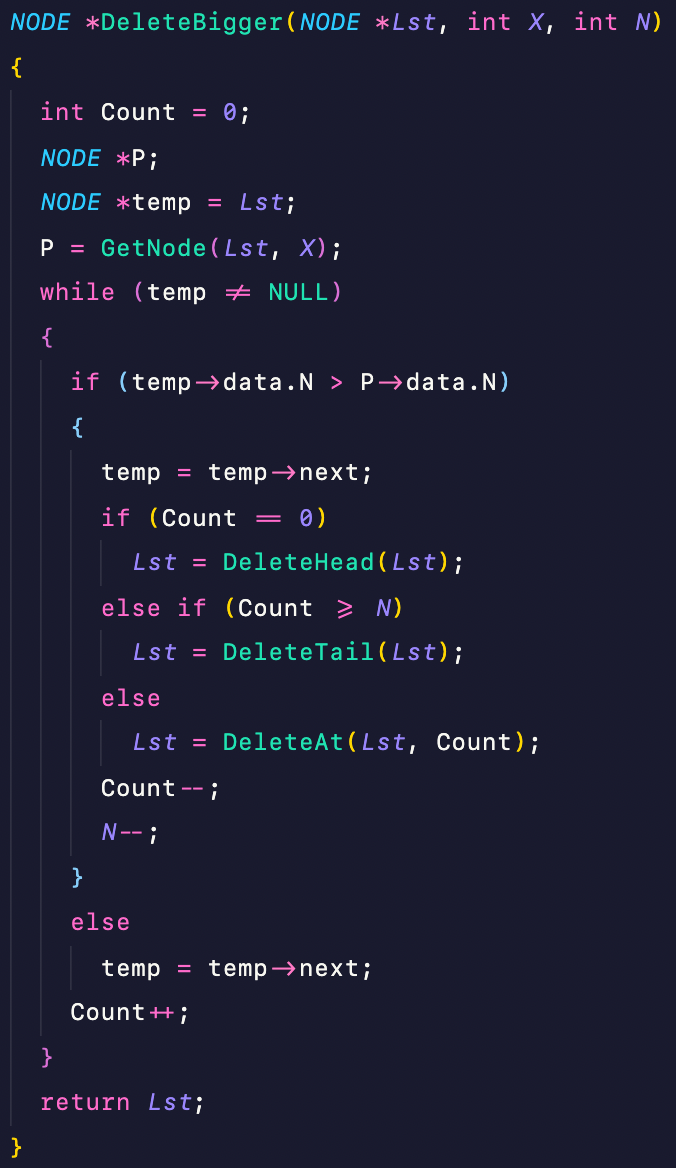 NODE *DeleteBigger(NODE *Lst, int X, int N)
{
int Count = 0;
NODE *P;
NODE *temp = Lst;
P = GetNode(Lst, X);
while (temp != NULL)
{
if (temp->data.N > P->data.N)
{
temp = temp->next;
if (Count == 0)
Lst = DeleteHead(Lst);
else if (Count >= N)
Lst = DeleteTail(Lst);
else
Lst = DeleteAt(Lst, Count);
Count--;
N--;
}
else
temp = temp->next;
Count++;
}
return Lst;
}